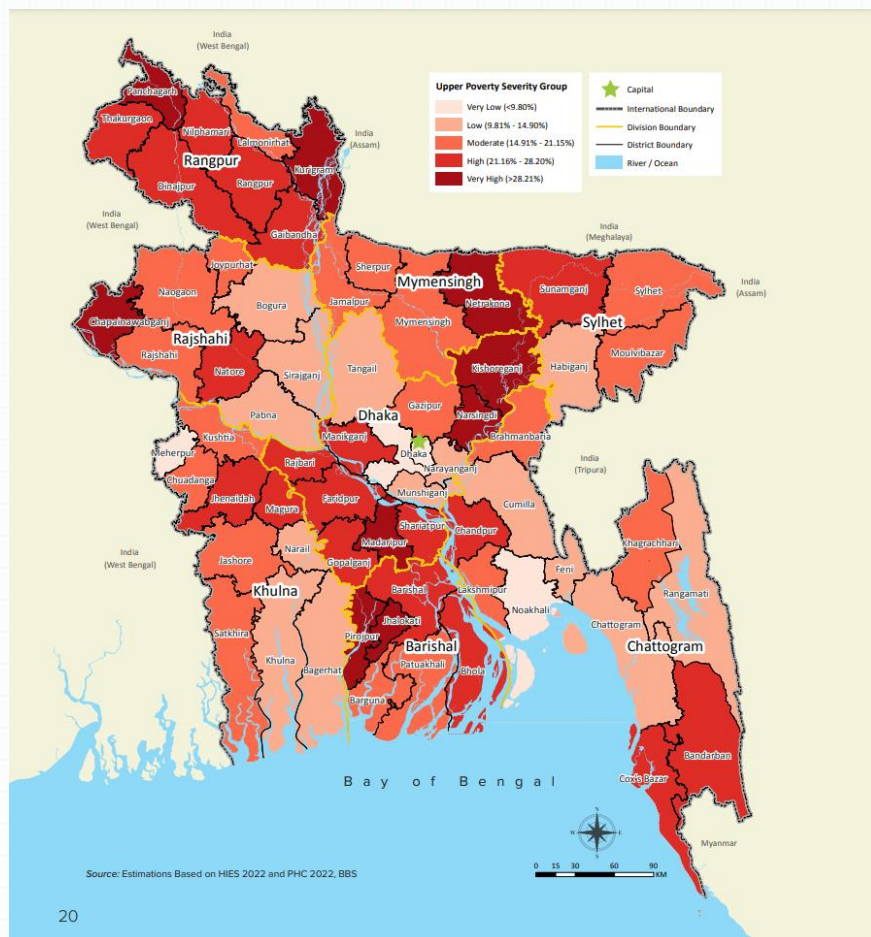 India
(West Bengal)
Upper Poverty Severity Group
Very Low (<9.80%)
Low (9.81% - 14.90%)
Moderate (14.91% - 21.15%)
High (21.16% - 28.20%)
Very High (>28.21%)
Capital
International Boundary
Division Boundary
District Boundary
River / Ocean
Panchagarh
Thakurgaon
Nilphamari
Lalmonirhat
India
(Assam)
Rangpur
Kurigram
Dinajpur
Rangpur
India
(West Bengal)
Gaibandha
India
(Meghalaya)
Joypurhat
Sherpur
Mymensingh
Sunamganj
Sylhet
India
(Assam)
Naogaon
Bogura
Jamalpur
Netrakona
Chapainawabganj
Mymensingh
Sylhet
Rajshahi
Rajshahi
Natore
Sirajganj
Tangail
Kishoreganj
Habiganj
Moulvibazar
Pabna
Gazipur
Dhaka
Narsingdi
Kushtia
Manikganj
Brahmanbaria
Meherpur
Dhaka
Narayanganj
Chuadanga
Rajbari
India
(Tripura)
Jhenaidah
Magura
Faridpur
Munshiganj
Cumilla
Shariatpur
Chandpur
Madaripur
Khagrachhari
India
(West Bengal)
Jashore
Narail
Gopalganj
Feni
Khulna
Barishal
Lakshmipur
Rangamati
Noakhali
Satkhira
Jhalokati
Chattogram
Pirojpur
Barishal
Chattogram
Khulna
Bagerhat
Patuakhali
Bhola
Barguna
Bandarban
Cox's Bazar
Bay of Bengal
N
W E
S
Myanmar
Source: Estimations Based on HIES 2022 and PHC 2022, BBS
0 15 30 60 90
KM
20